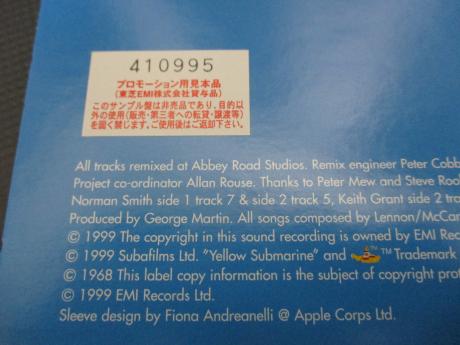 410995
プロモーション用見本品
(東芝EMI株式会社貸与品)
このサンプル盤は非売品であり、目的以
外の使用(販売・第三者への転貸・譲渡等)
を固く禁じます。ご使用後はご返却下さい。
All tracks remixed at Abbey Road Studios. Remix engineer Peter Cobb
Project co-ordinator Allan Rouse. Thanks to Peter Mew and Steve Rook
Norman Smith side 1 track 7 & side 2 track 5, Keith Grant side 2 tra
Produced by George Martin. All songs composed by Lennon/McCar
© 1999 The copyright in this sound recording is owned by EMI Reco
© 1999 Subafilms Ltd. "Yellow Submarine" and ™ Trademark
© 1968 This label copy information is the subject of copyright prot
© 1999 EMI Records Ltd.
Sleeve design by Fiona Andreanelli @ Apple Corps Ltd.